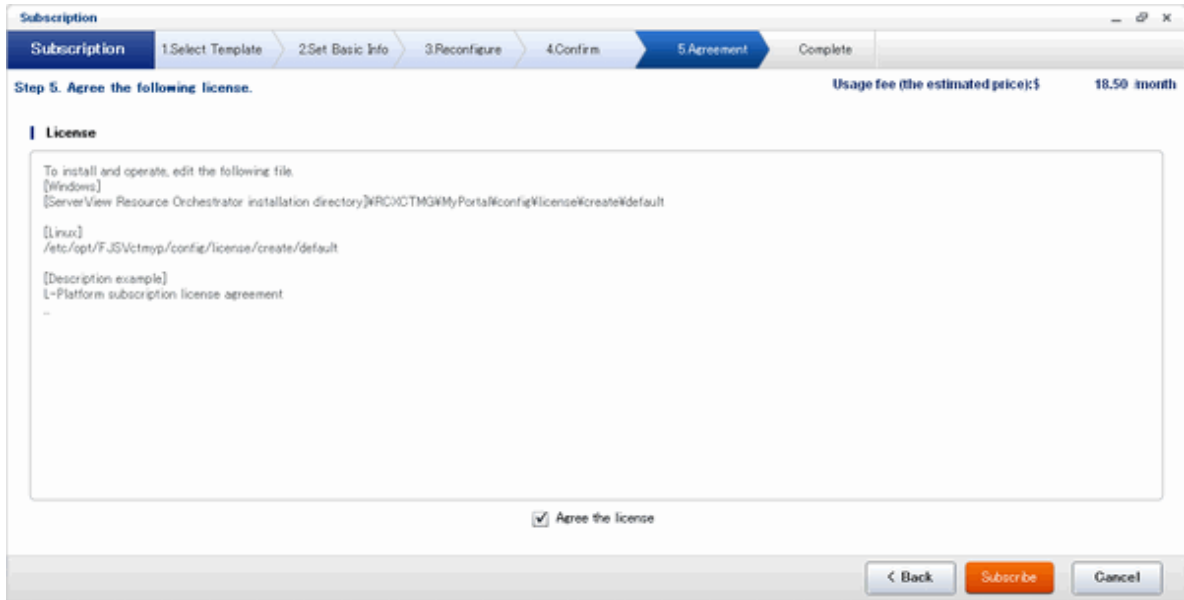 Subscription
Subscription 1.Select Template 2.Set Basic Info 3.Reconfigure 4.Confirm 5.Agreement Complete
Step 5. Agree the following license. Usage fee (the estimated price):$ 18.50 /month
License
To install and operate, edit the following file.
[Windows]
[ServerView Resource Orchestrator installation directory]¥RCXCTMG¥MyPortal¥config¥license¥create¥default
[Linux]
/etc/opt/FJSVctmyp/config/license/create/default
[Description example]
L-Platform subscription license agreement
...
Agree the license
< Back Subscribe Cancel